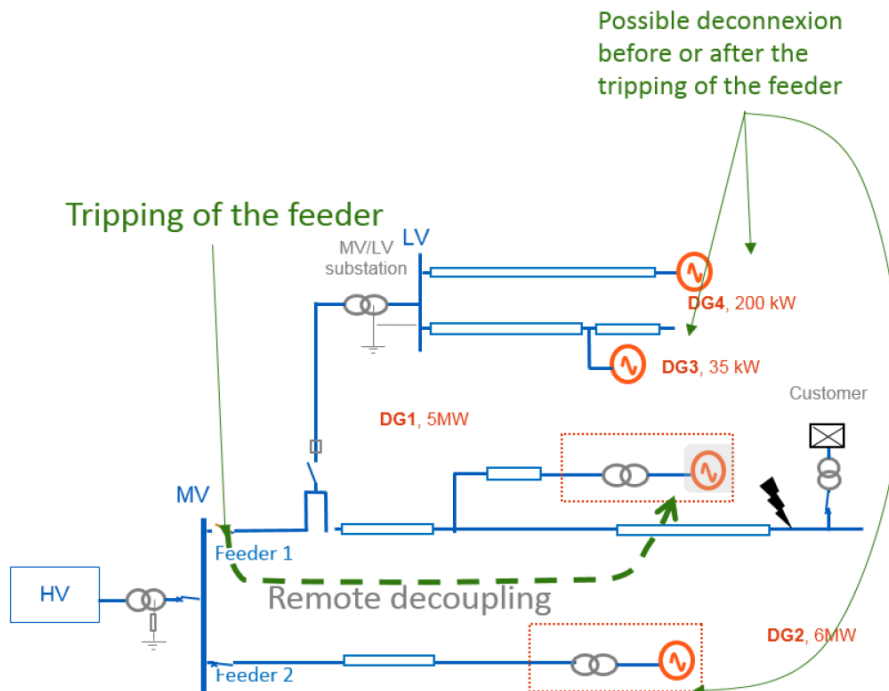 Possible deconnexion
before or after the
tripping of the feeder
Tripping of the feeder
LV
MV/LV
substation
DG4, 200 kW
DG3, 35 kW
Customer
DG1, 5MW
MV
Feeder 1
HV
Remote decoupling
DG2, 6MW
Feeder 2